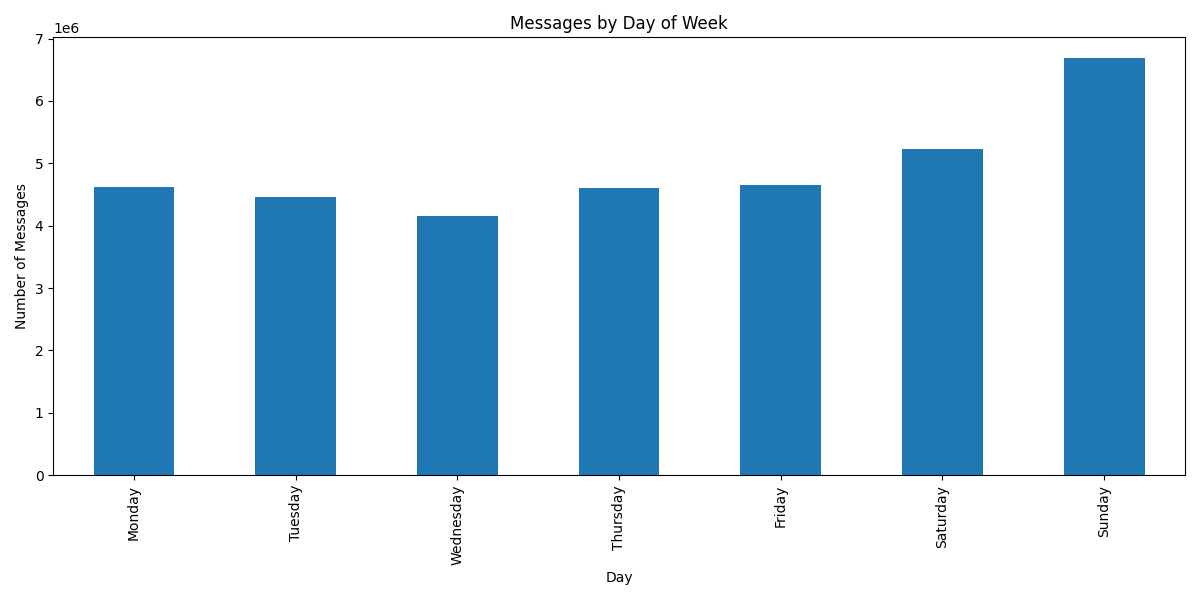 Messages by Day of Week
1e6
7
6
5
4
3
2
1
0
Number of Messages
Monday
Tuesday
Wednesday
Thursday
Friday
Saturday
Sunday
Day